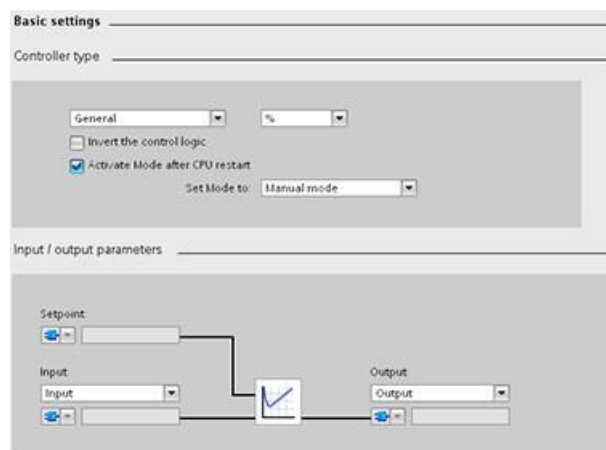 Basic settings
Controller type
General %
Invert the control logic
Activate Mode after CPU restart
Set Mode to: Manual mode
Input / output parameters
Setpoint:
Input: Output:
Input Output